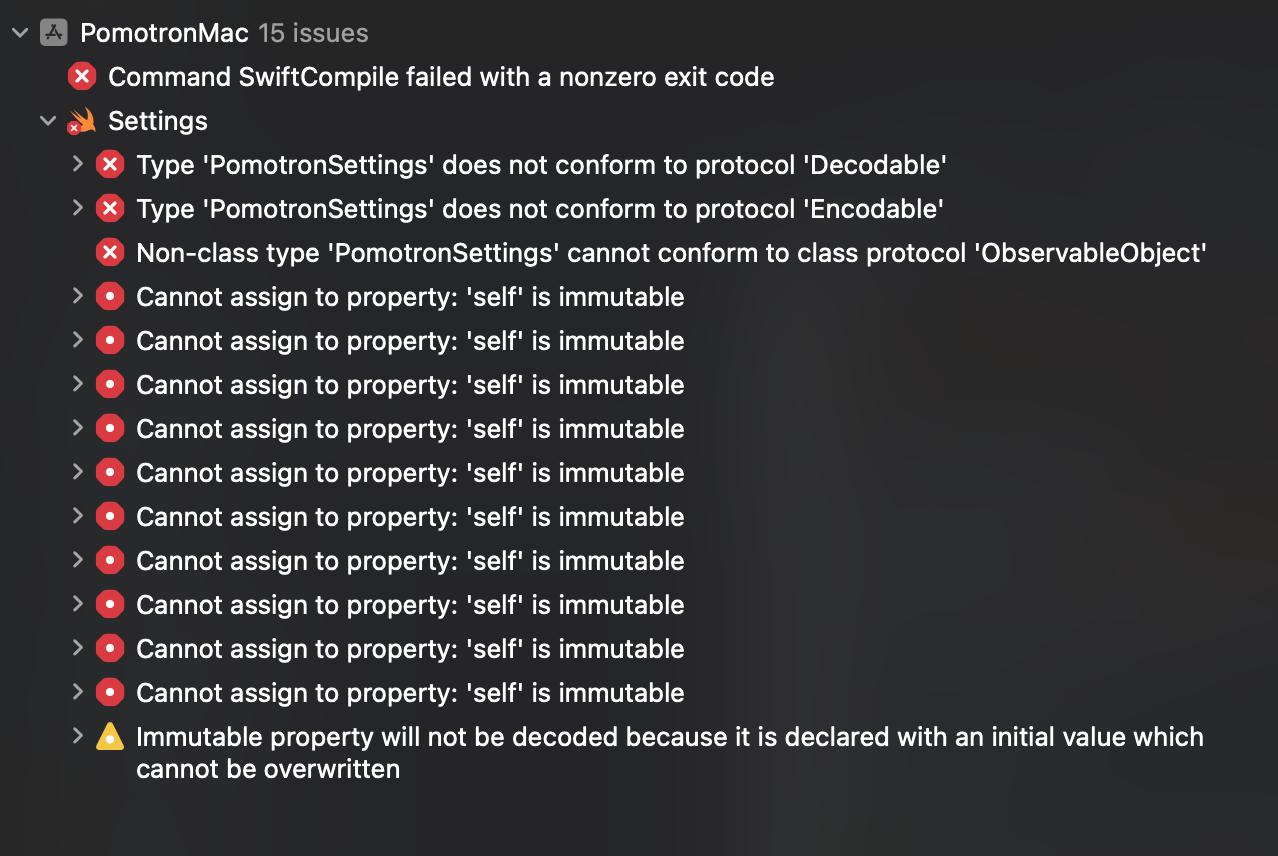 PomotronMac 15 issues
Command SwiftCompile failed with a nonzero exit code
Settings
Type 'PomotronSettings' does not conform to protocol 'Decodable'
Type 'PomotronSettings' does not conform to protocol 'Encodable'
Non-class type 'PomotronSettings' cannot conform to class protocol 'ObservableObject'
Cannot assign to property: 'self' is immutable
Cannot assign to property: 'self' is immutable
Cannot assign to property: 'self' is immutable
Cannot assign to property: 'self' is immutable
Cannot assign to property: 'self' is immutable
Cannot assign to property: 'self' is immutable
Cannot assign to property: 'self' is immutable
Cannot assign to property: 'self' is immutable
Cannot assign to property: 'self' is immutable
Cannot assign to property: 'self' is immutable
Immutable property will not be decoded because it is declared with an initial value which
cannot be overwritten